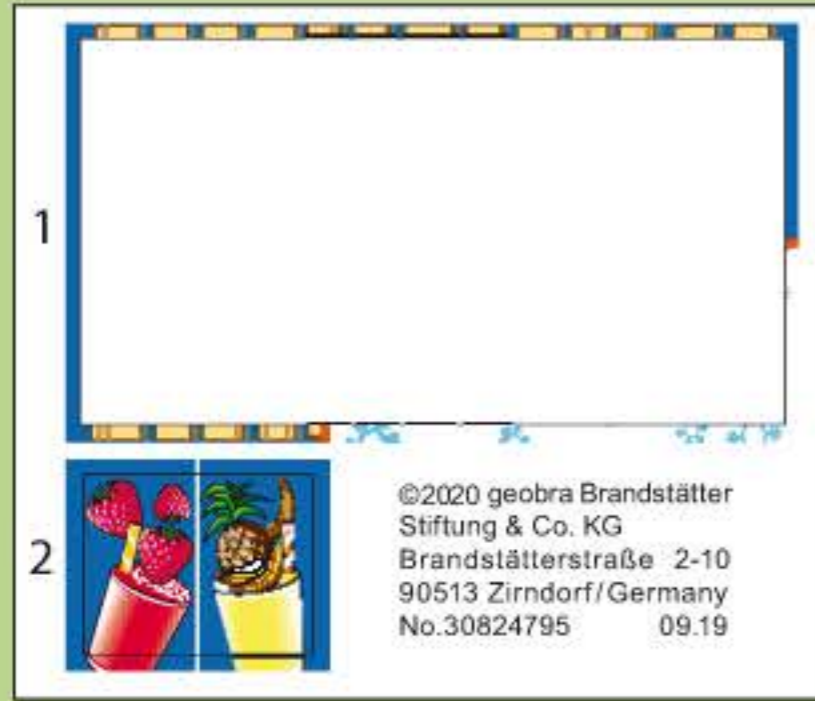 1
2
©2020 geobra Brandstätter
Stiftung & Co. KG
Brandstätterstraße 2-10
90513 Zirndorf/Germany
No.30824795 09.19